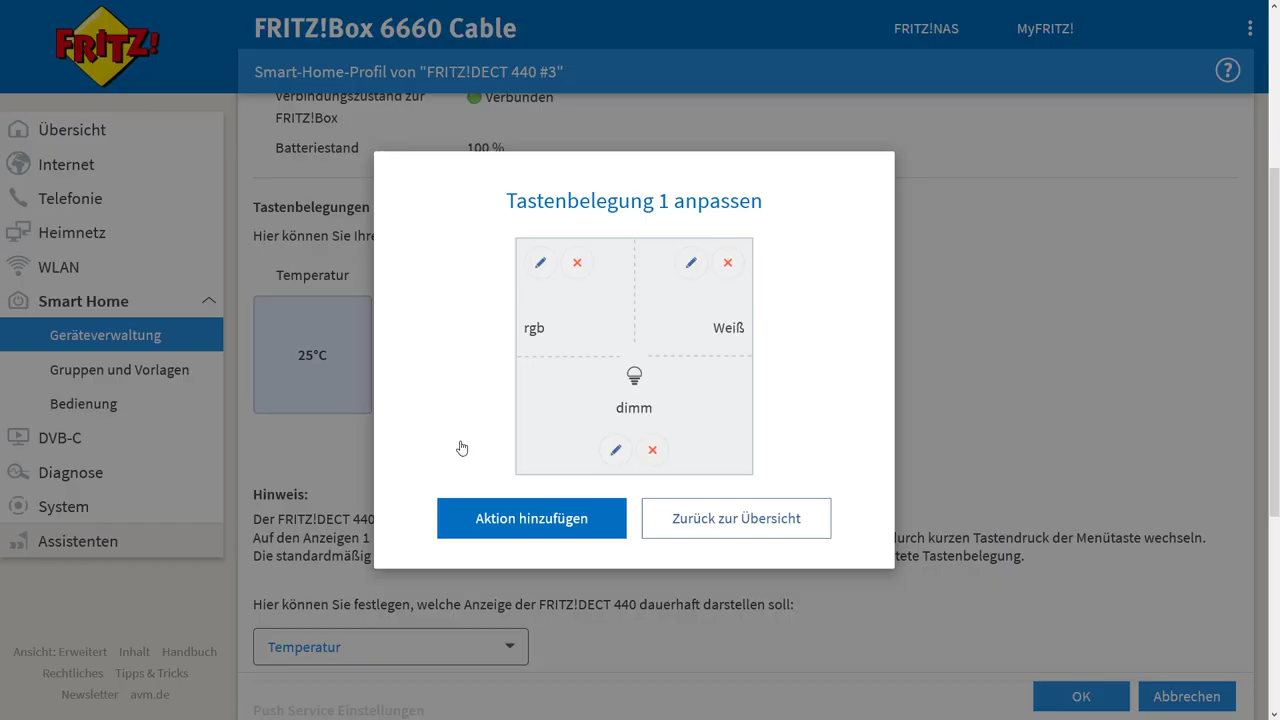 FRITZ!
FRITZ!Box 6660 Cable
FRITZ!NAS
MyFRITZ!
Smart-Home-Profil von "FRITZ!DECT 440 #3"
?
Übersicht
Internet
Telefonie
Heimnetz
WLAN
Smart Home
Geräteverwaltung
Gruppen und Vorlagen
Bedienung
DVB-C
Diagnose
System
Assistenten
Ansicht: Erweitert Inhalt Handbuch
Rechtliches Tipps & Tricks
Newsletter avm.de
Verbindungszustand zur
FRITZ!Box
Verbunden
Batteriestand
100 %
Tastenbelegungen
Hier können Sie Ihre
Temperatur
25°C
Hinweis:
Der FRITZ!DECT 440
Auf den Anzeigen 1
durch kurzen Tastendruck der Menütaste wechseln.
Die standardmäßig
tete Tastenbelegung.
Hier können Sie festlegen, welche Anzeige der FRITZ!DECT 440 dauerhaft darstellen soll:
Temperatur
Push Service Einstellungen
OK
Abbrechen
Tastenbelegung 1 anpassen
rgb
Weiß
dimm
Aktion hinzufügen
Zurück zur Übersicht